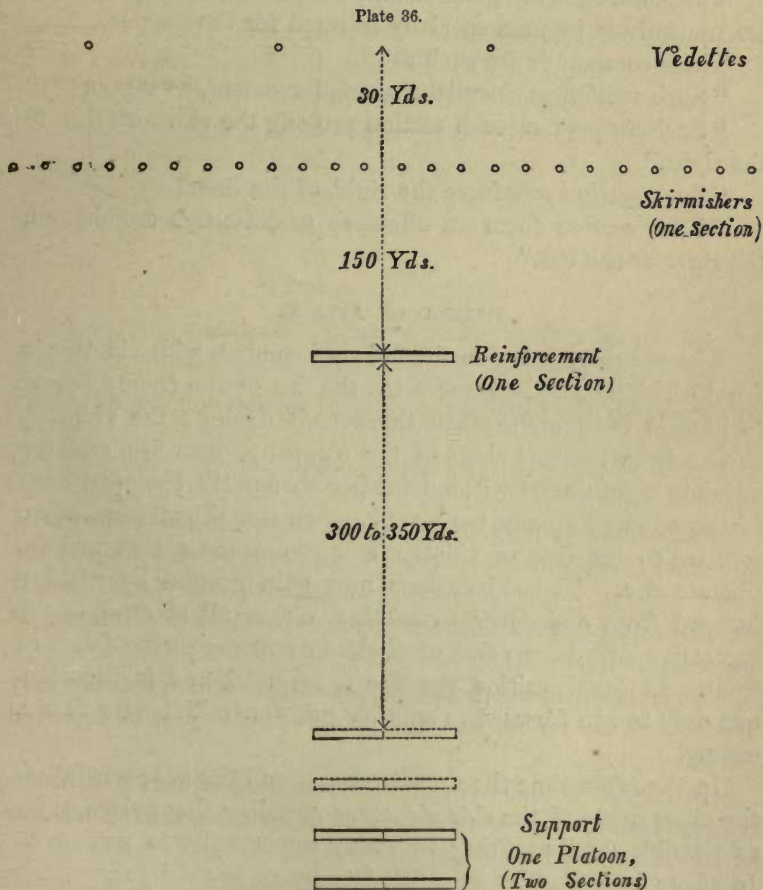 Plate 36.
Vedettes
30 Yds.
Skirmishers
(One Section)
150 Yds.
Reinforcement
(One Section)
300 to 350 Yds.
Support
One Platoon,
(Two Sections)